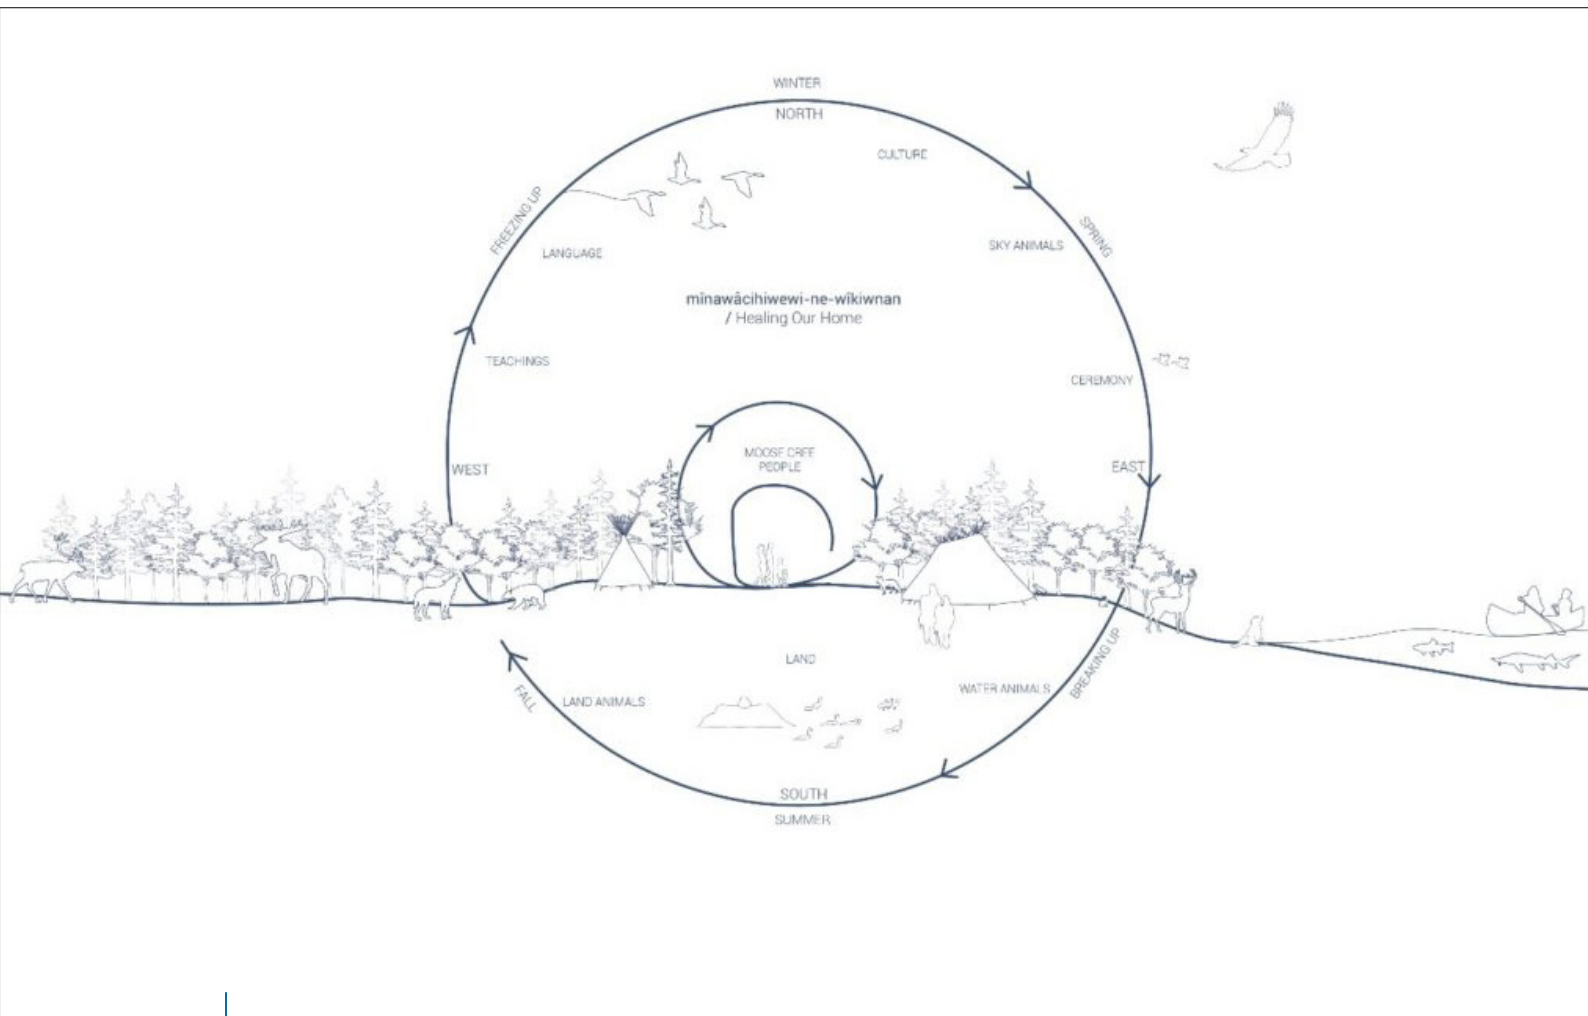 WINTER
NORTH
CULTURE
FREEZING UP
SPRING
LANGUAGE
SKY ANIMALS
mînawâcihiwewi-ne-wîkiwnan
/ Healing Our Home
TEACHINGS
CEREMONY
MOOSE CREE
PEOPLE
WEST
EAST
LAND
BREAKING UP
FALL
LAND ANIMALS
WATER ANIMALS
SOUTH
SUMMER